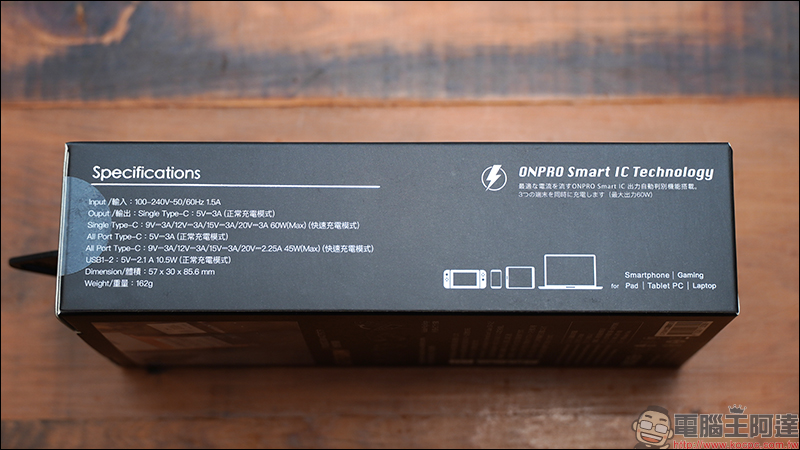 Specifications
Input /輸入：100-240V~50/60Hz 1.5A
Ouput /輸出：Single Type-C：5V⎓3A (正常充電模式)
Single Type-C：9V⎓3A/12V⎓3A/15V⎓3A/20V⎓3A 60W(Max) (快速充電模式)
All Port Type-C：5V⎓3A (正常充電模式)
All Port Type-C：9V⎓3A/12V⎓3A/15V⎓3A/20V⎓2.25A 45W(Max) (快速充電模式)
USB1-2：5V⎓2.1 A 10.5W (正常充電模式)
Dimension/體積：57 x 30 x 85.6 mm
Weight/重量：162g
ONPRO Smart IC Technology
最適な電流を流すONPRO Smart IC 出力自動判別機能搭載。
3つの端末を同時に充電します（最大出力60W)
Smartphone | Gaming
for Pad | Tablet PC | Laptop
電腦王阿達
http://www.kocpc.com.tw